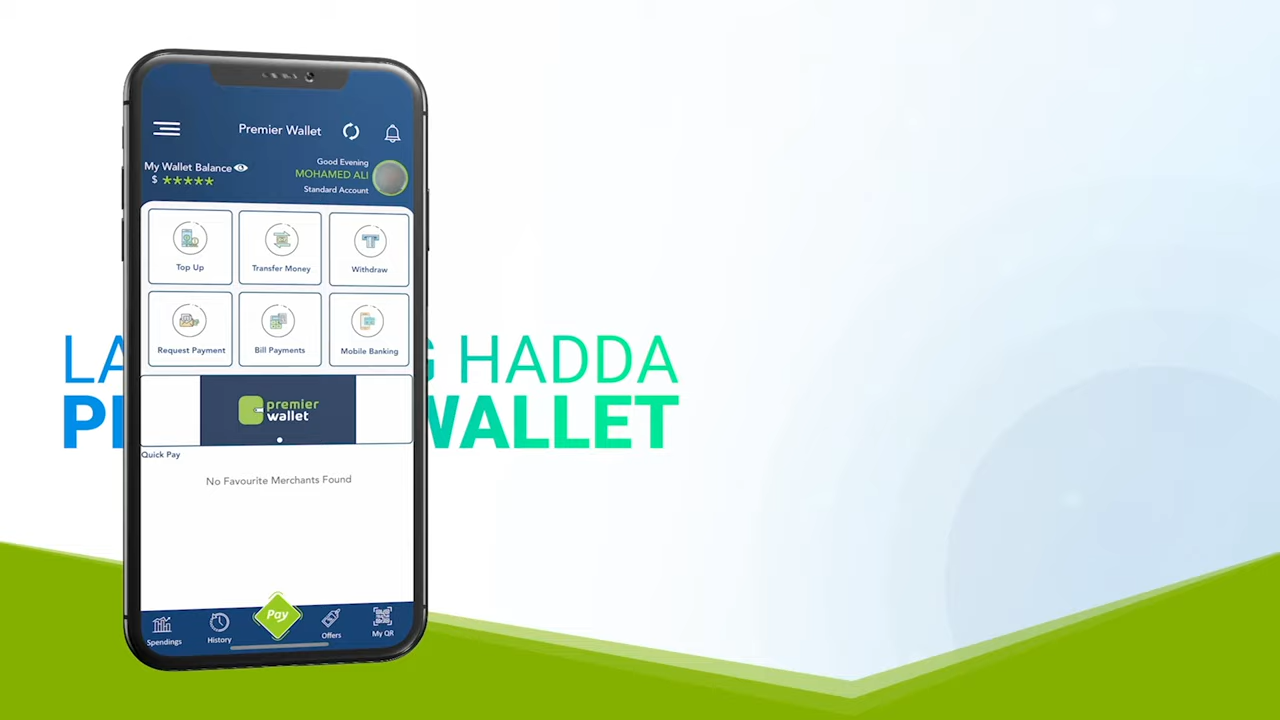 Premier Wallet
My Wallet Balance
$ *****
Good Evening
MOHAMED ALI
Standard Account
Top Up
Transfer Money
Withdraw
Request Payment
Bill Payments
Mobile Banking
HADDA
WALLET
premier
wallet
Quick Pay
No Favourite Merchants Found
Spendings
History
Pay
Offers
My QR